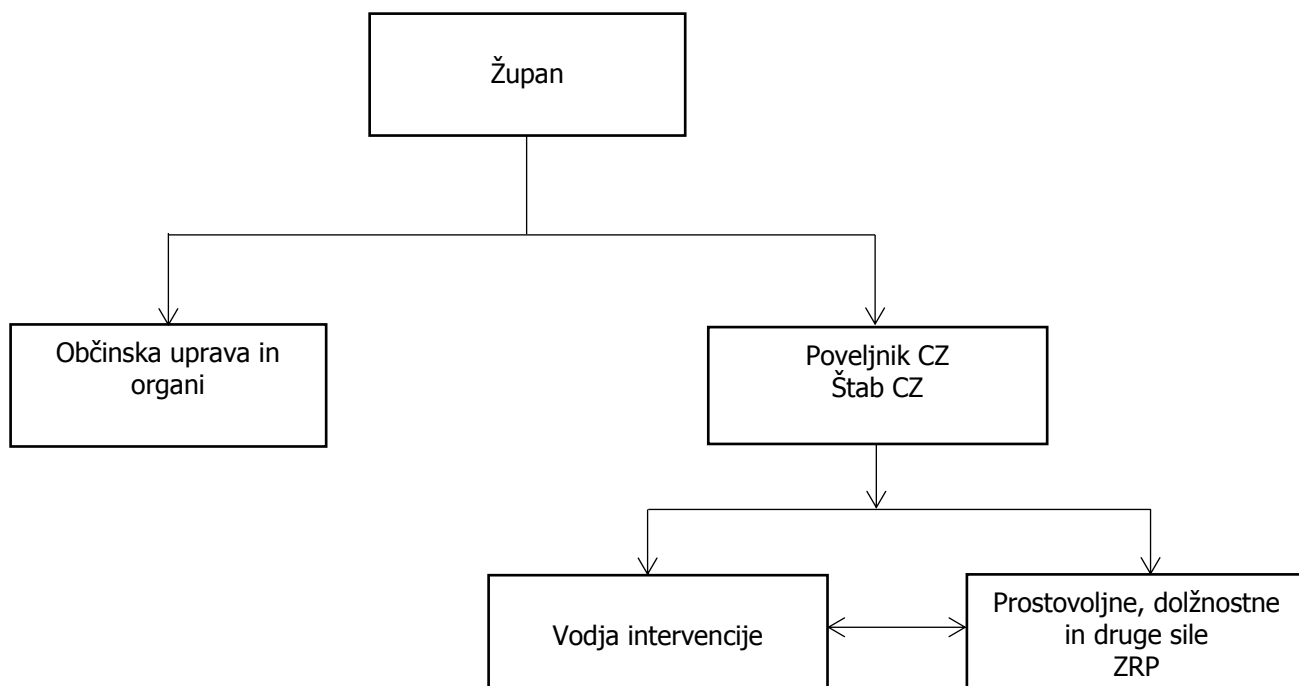 Župan
Občinska uprava in
organi
Poveljnik CZ
Štab CZ
Vodja intervencije
Prostovoljne, dolžnostne
in druge sile
ZRP